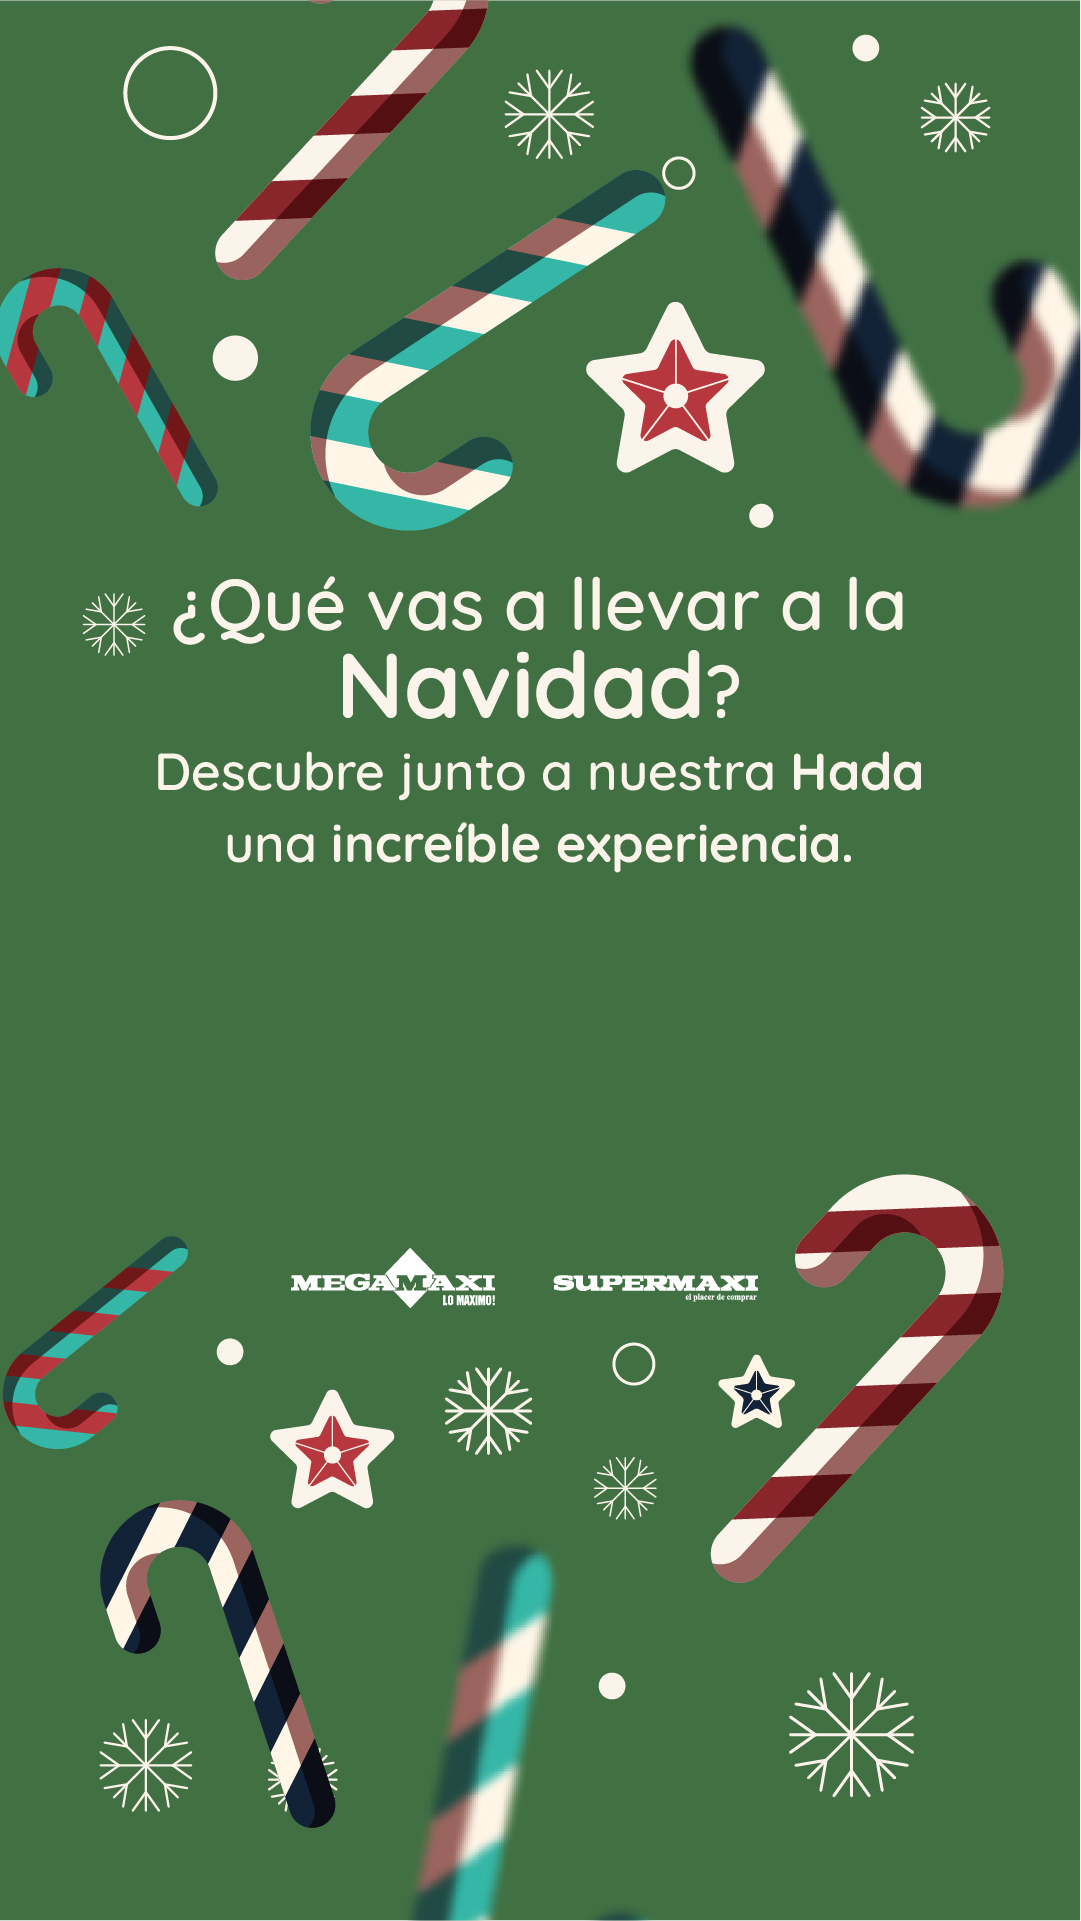 ¿Qué vas a llevar a la
Navidad?
Descubre junto a nuestra Hada
una increíble experiencia.
MEGAMAXI
LO MAXIMO!
SUPERMAXI
el placer de comprar